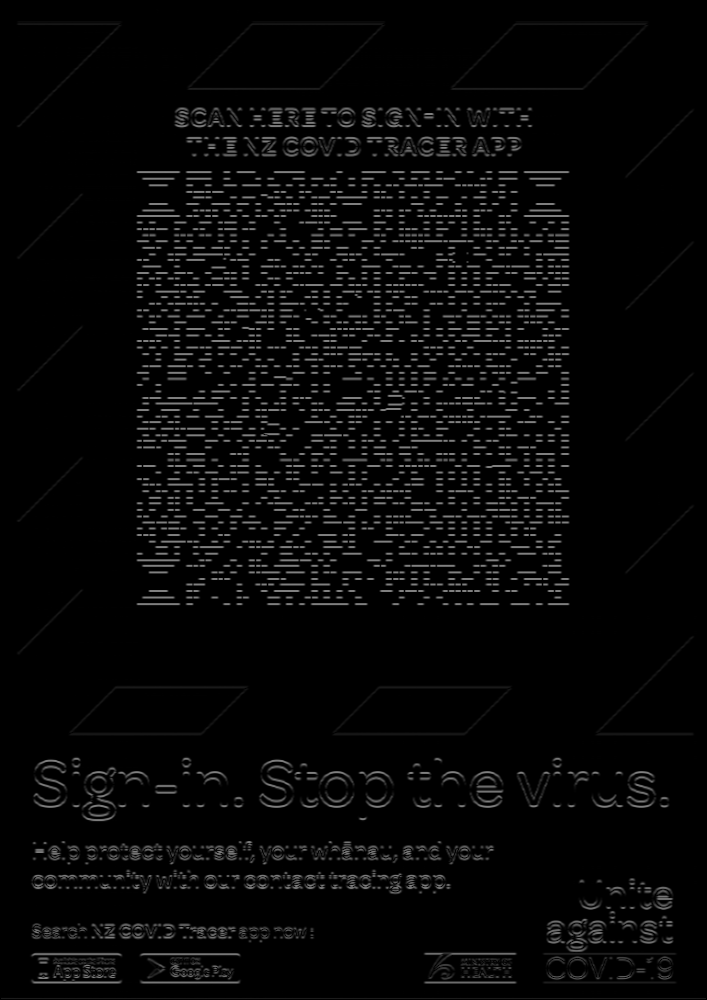 SCAN HERE TO SIGN-IN WITH
THE NZ COVID TRACER APP
Sign-in. Stop the virus.
Help protect yourself, your whānau, and your
community with our contact tracing app.
Search NZ COVID Tracer app now:
App Store
Google Play
HEALTH
Unite
against
COVID-19